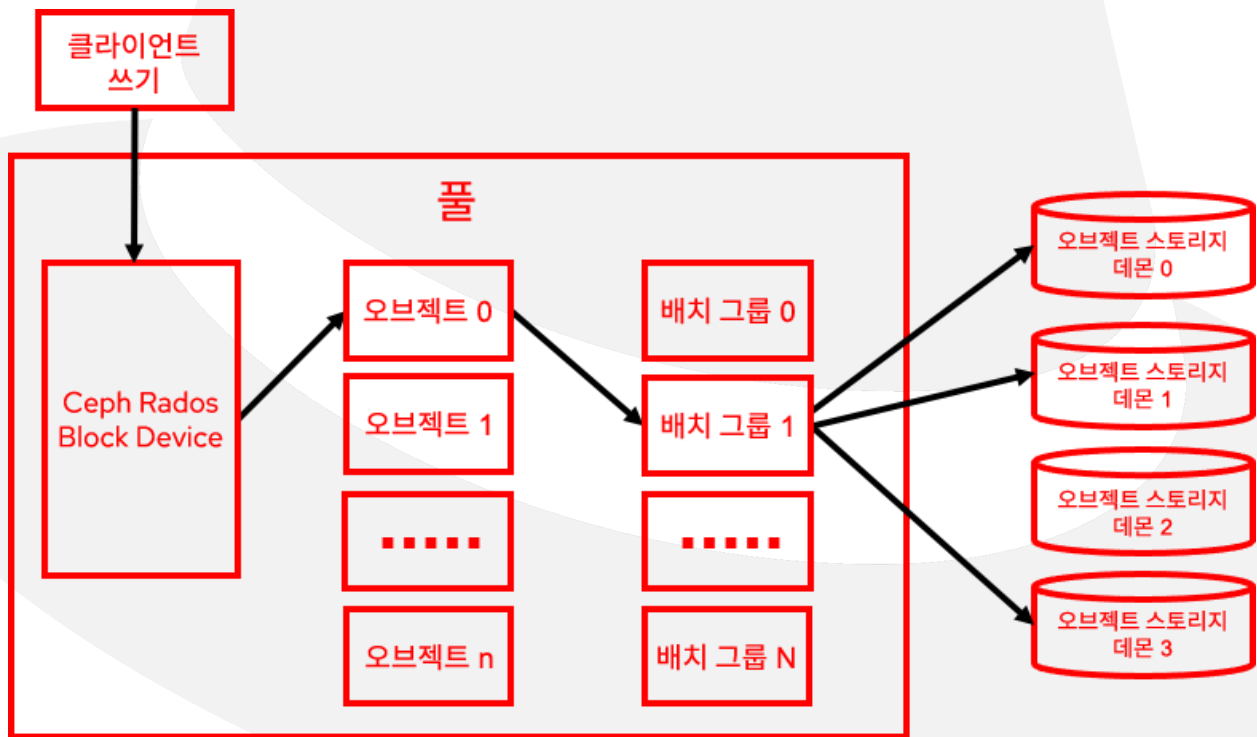 클라이언트
쓰기
풀
Ceph Rados
Block Device
오브젝트 0
오브젝트 1
.....
오브젝트 n
배치 그룹 0
배치 그룹 1
.....
배치 그룹 N
오브젝트 스토리지
데몬 0
오브젝트 스토리지
데몬 1
오브젝트 스토리지
데몬 2
오브젝트 스토리지
데몬 3